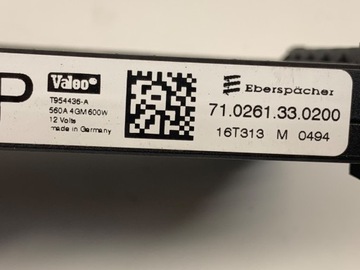 P
Valeo
T954436-A
560A 4GM 600W
12 Volts
made in Germany
Eberspächer
71.0261.33.0200
16T313 M 0494